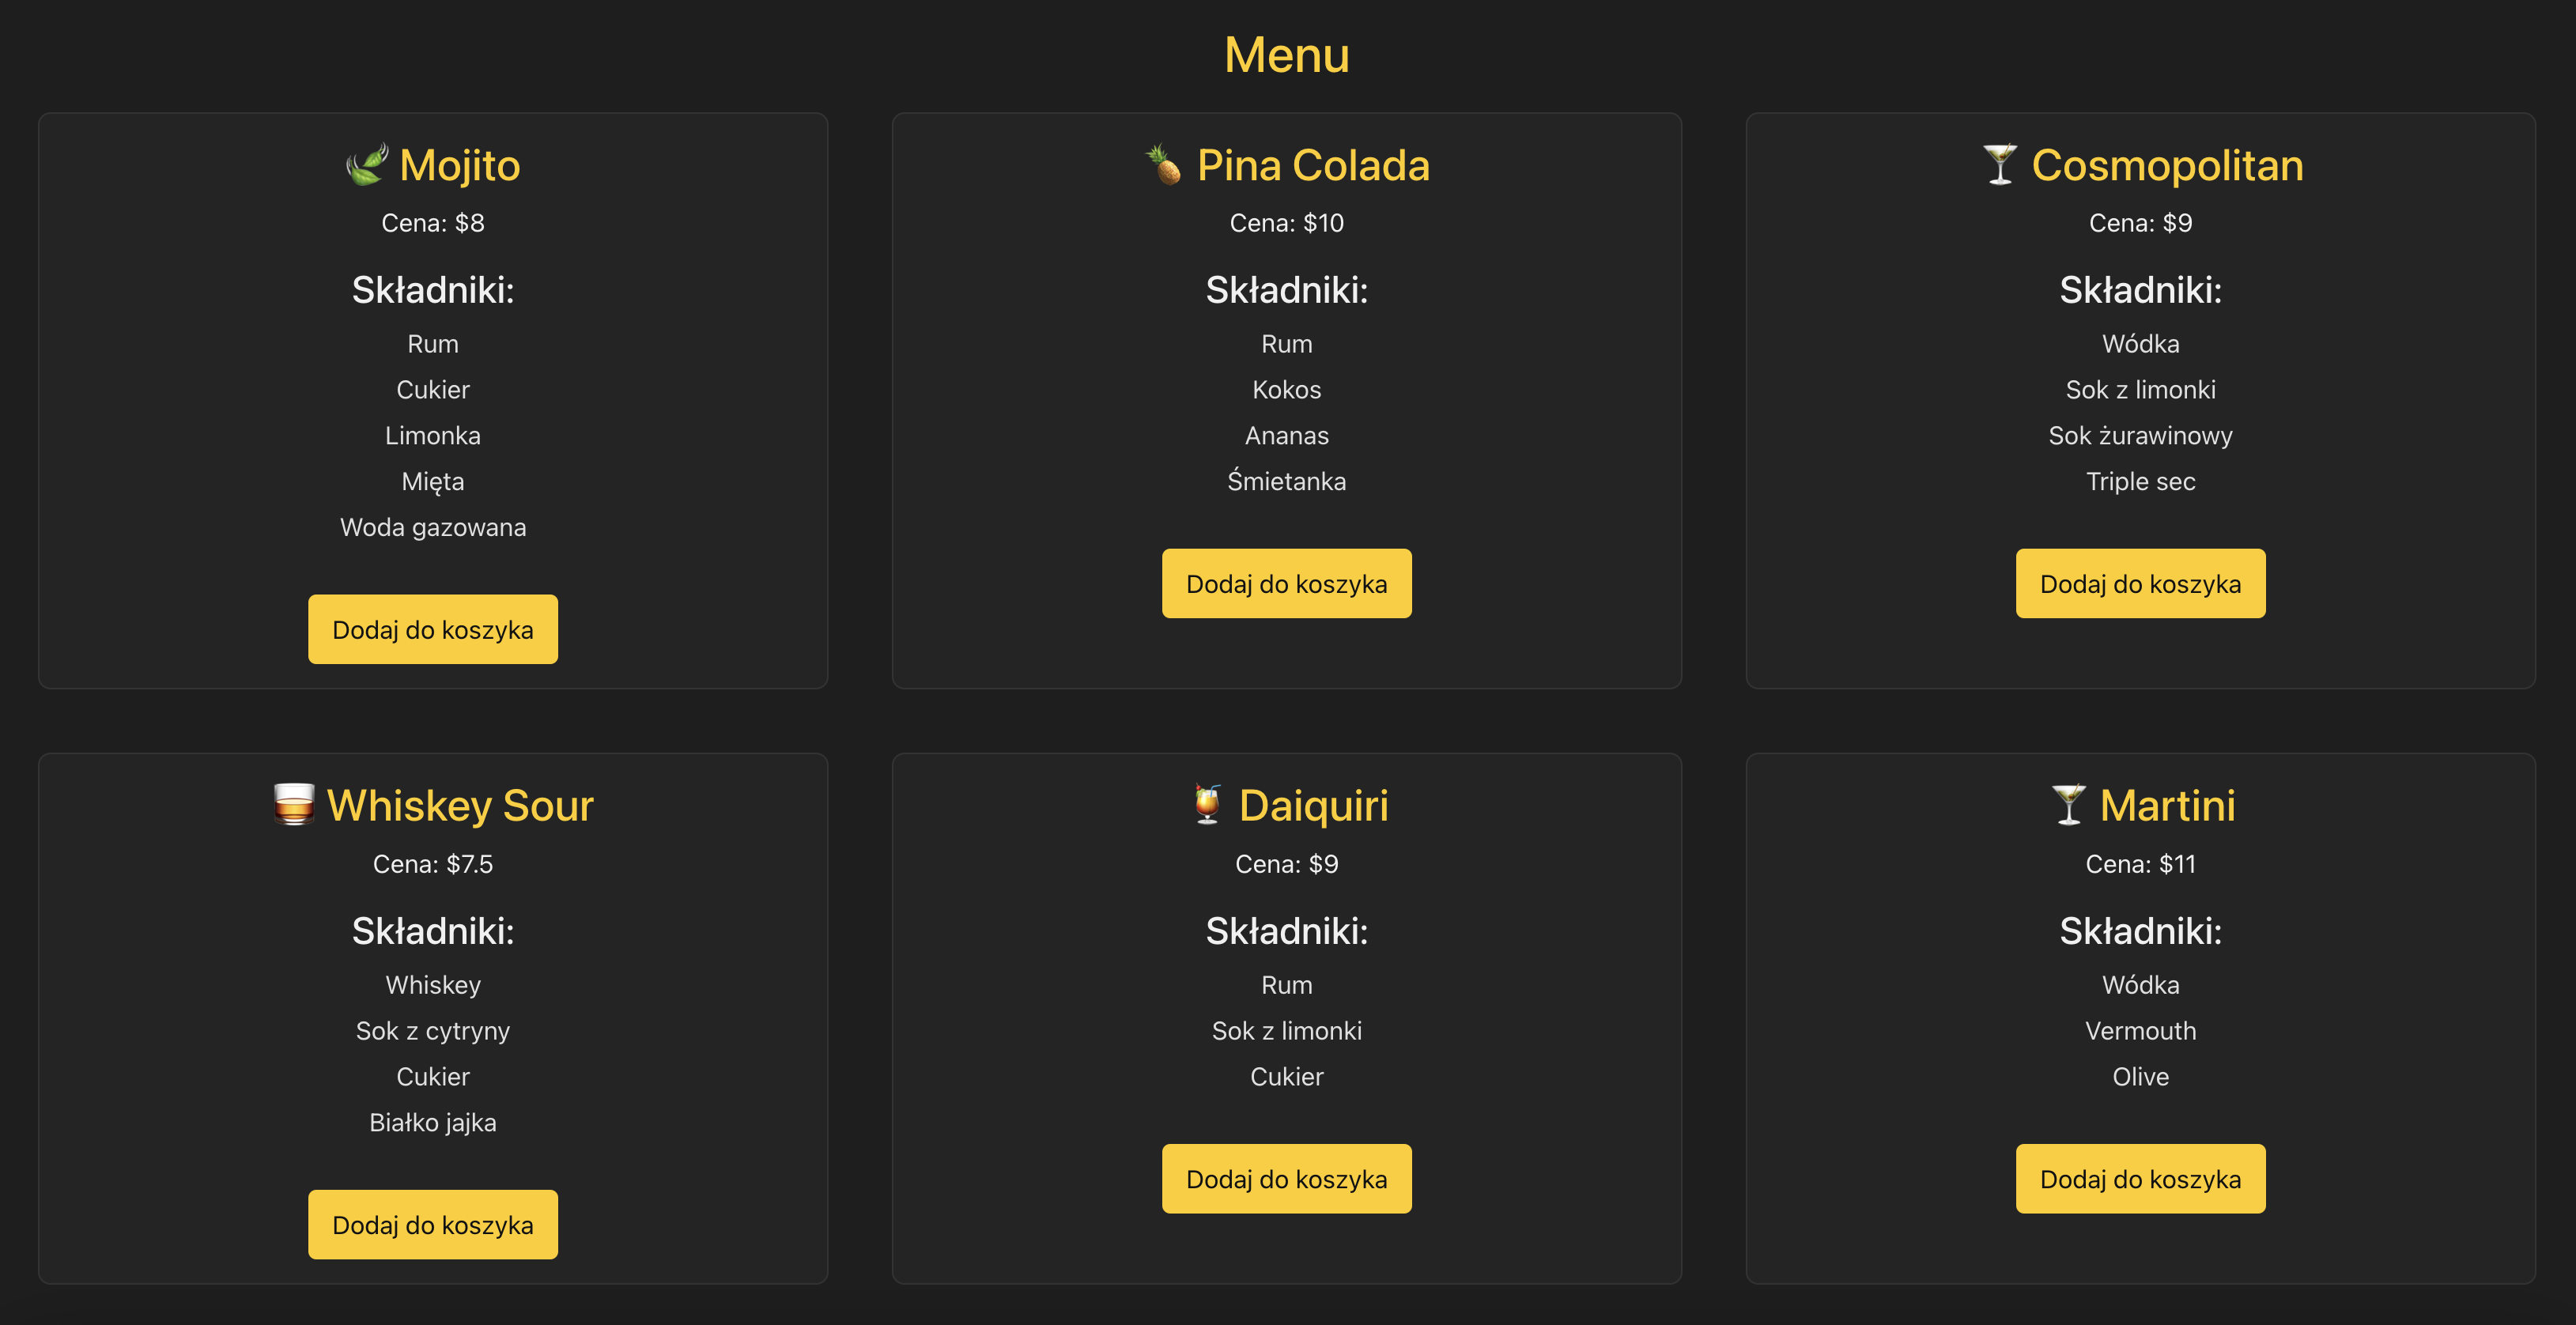 Menu
Mojito
Cena: $8
Składniki:
Rum
Cukier
Limonka
Mięta
Woda gazowana
Dodaj do koszyka
Pina Colada
Cena: $10
Składniki:
Rum
Kokos
Ananas
Śmietanka
Dodaj do koszyka
Cosmopolitan
Cena: $9
Składniki:
Wódka
Sok z limonki
Sok żurawinowy
Triple sec
Dodaj do koszyka
Whiskey Sour
Cena: $7.5
Składniki:
Whiskey
Sok z cytryny
Cukier
Białko jajka
Dodaj do koszyka
Daiquiri
Cena: $9
Składniki:
Rum
Sok z limonki
Cukier
Dodaj do koszyka
Martini
Cena: $11
Składniki:
Wódka
Vermouth
Olive
Dodaj do koszyka